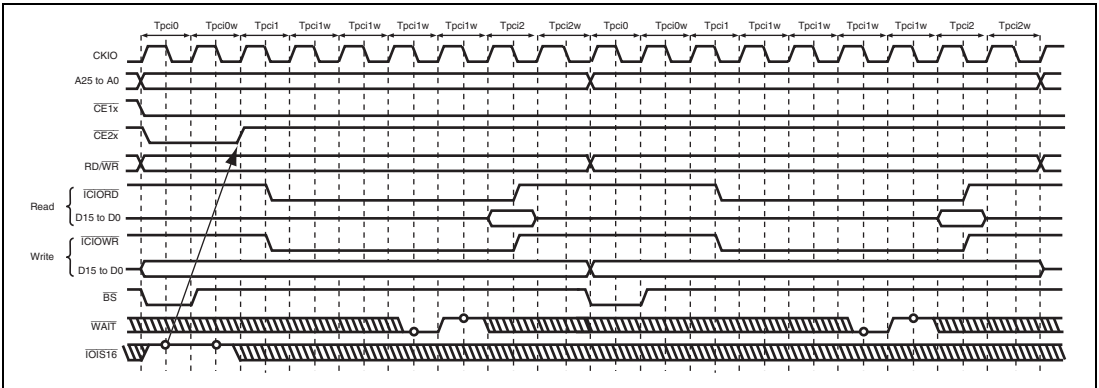 Tpci0 Tpci0w Tpci1 Tpci1w Tpci1w Tpci1w Tpci1w Tpci2 Tpci2w Tpci0 Tpci0w Tpci1 Tpci1w Tpci1w Tpci1w Tpci1w Tpci2 Tpci2w
CKIO
A25 to A0
CE1x
CE2x
RD/WR
ICIORD
Read
D15 to D0
ICIOWR
Write
D15 to D0
BS
WAIT
IOIS16